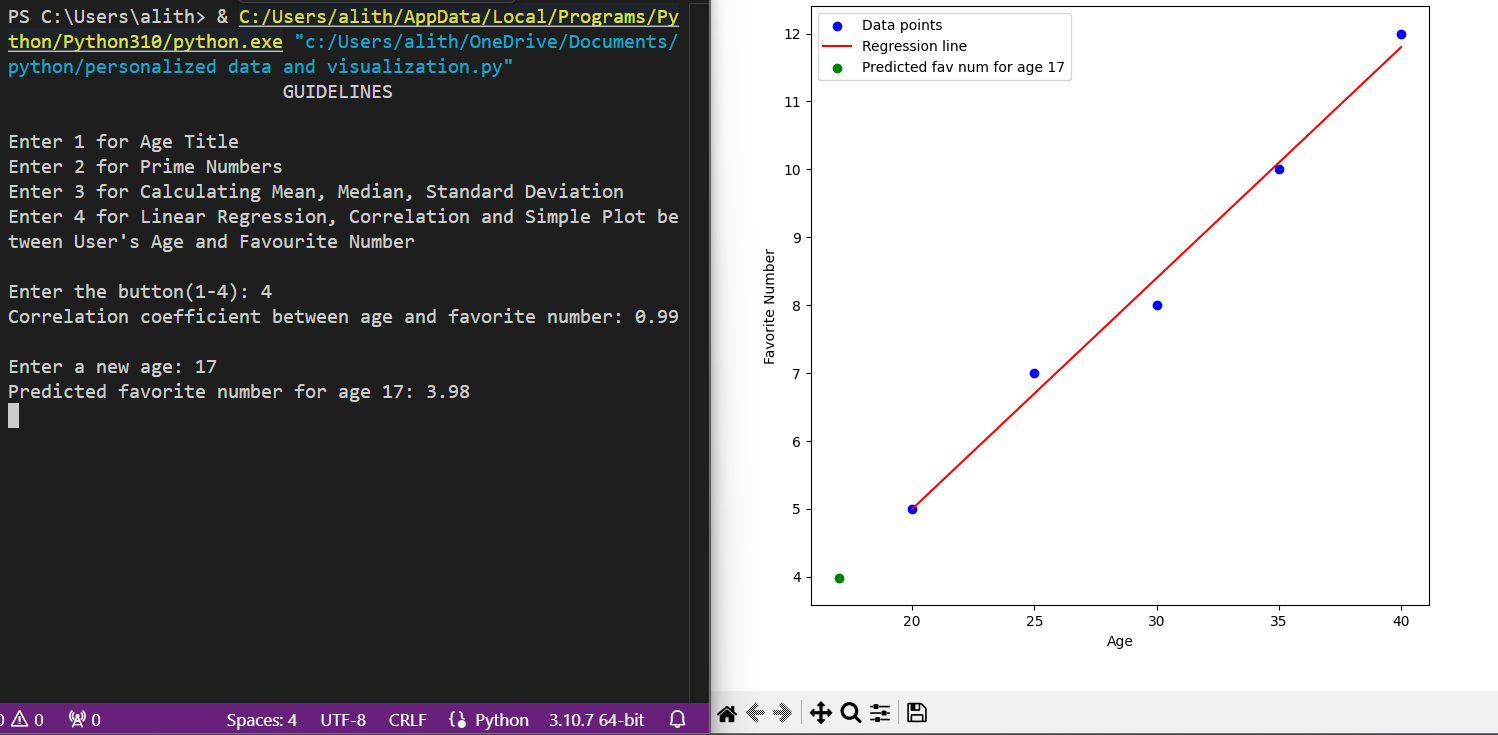 PS C:\Users\alith> & C:/Users/alith/AppData/Local/Programs/Py
thon/Python310/python.exe "c:/Users/alith/OneDrive/Documents/
python/personalized data and visualization.py"
GUIDELINES
Enter 1 for Age Title
Enter 2 for Prime Numbers
Enter 3 for Calculating Mean, Median, Standard Deviation
Enter 4 for Linear Regression, Correlation and Simple Plot be
tween User's Age and Favourite Number
Enter the button(1-4): 4
Correlation coefficient between age and favorite number: 0.99
Enter a new age: 17
Predicted favorite number for age 17: 3.98
0 0 0
Spaces: 4 UTF-8 CRLF Python 3.10.7 64-bit
Data points
Regression line
Predicted fav num for age 17
12
11
10
9
8
7
6
5
4
Favorite Number
20 25 30 35 40
Age